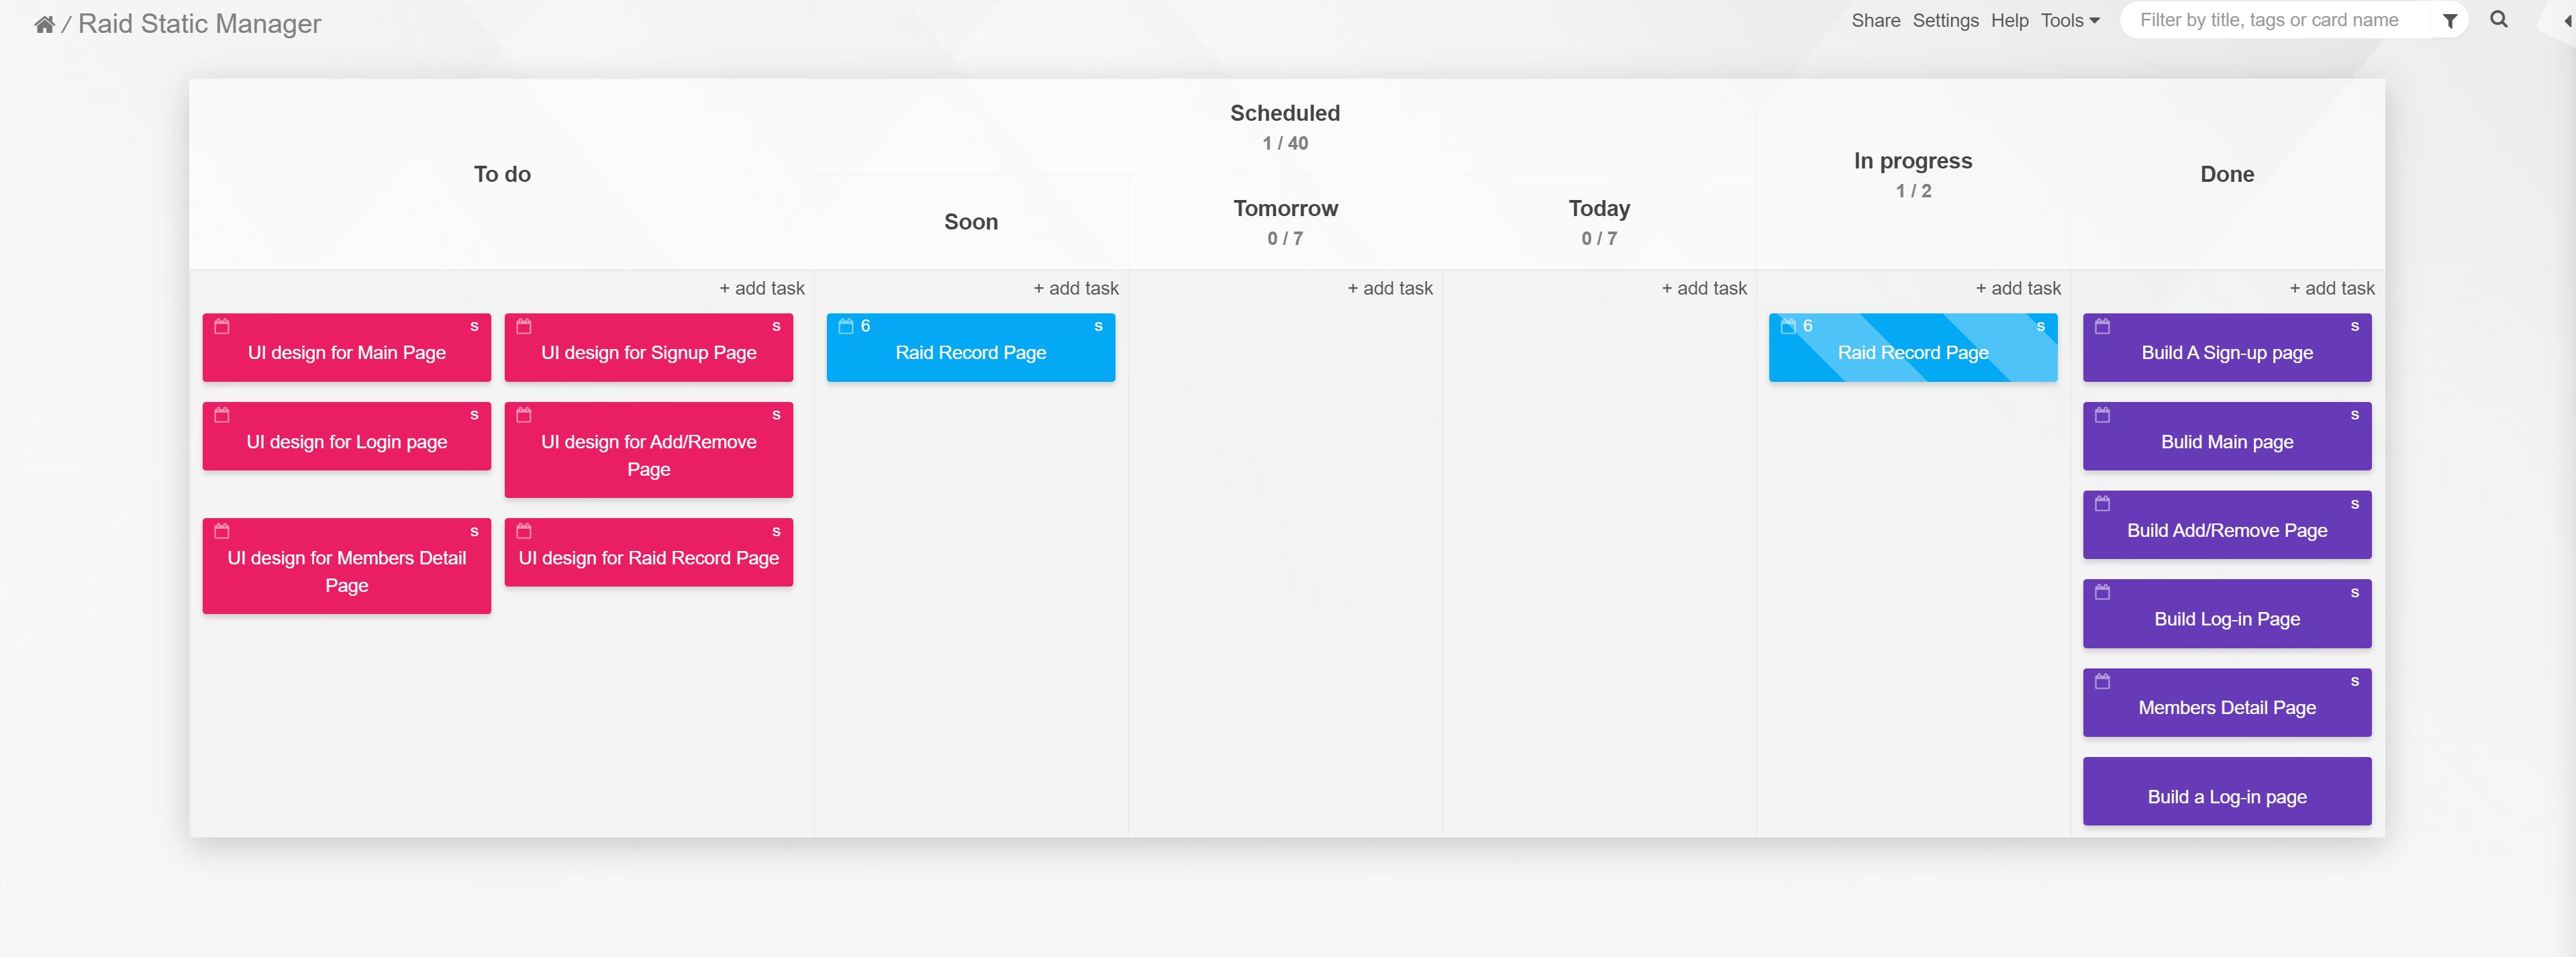 / Raid Static Manager
Share Settings Help Tools
Filter by title, tags or card name
To do
Scheduled
1 / 40
Soon
Tomorrow
0 / 7
Today
0 / 7
In progress
1 / 2
Done
+ add task
+ add task
+ add task
+ add task
+ add task
+ add task
S
UI design for Main Page
S
UI design for Signup Page
S
UI design for Login page
S
UI design for Add/Remove
Page
S
UI design for Members Detail
Page
S
UI design for Raid Record Page
6 S
Raid Record Page
6 S
Raid Record Page
S
Build A Sign-up page
S
Bulid Main page
S
Build Add/Remove Page
S
Build Log-in Page
S
Members Detail Page
Build a Log-in page